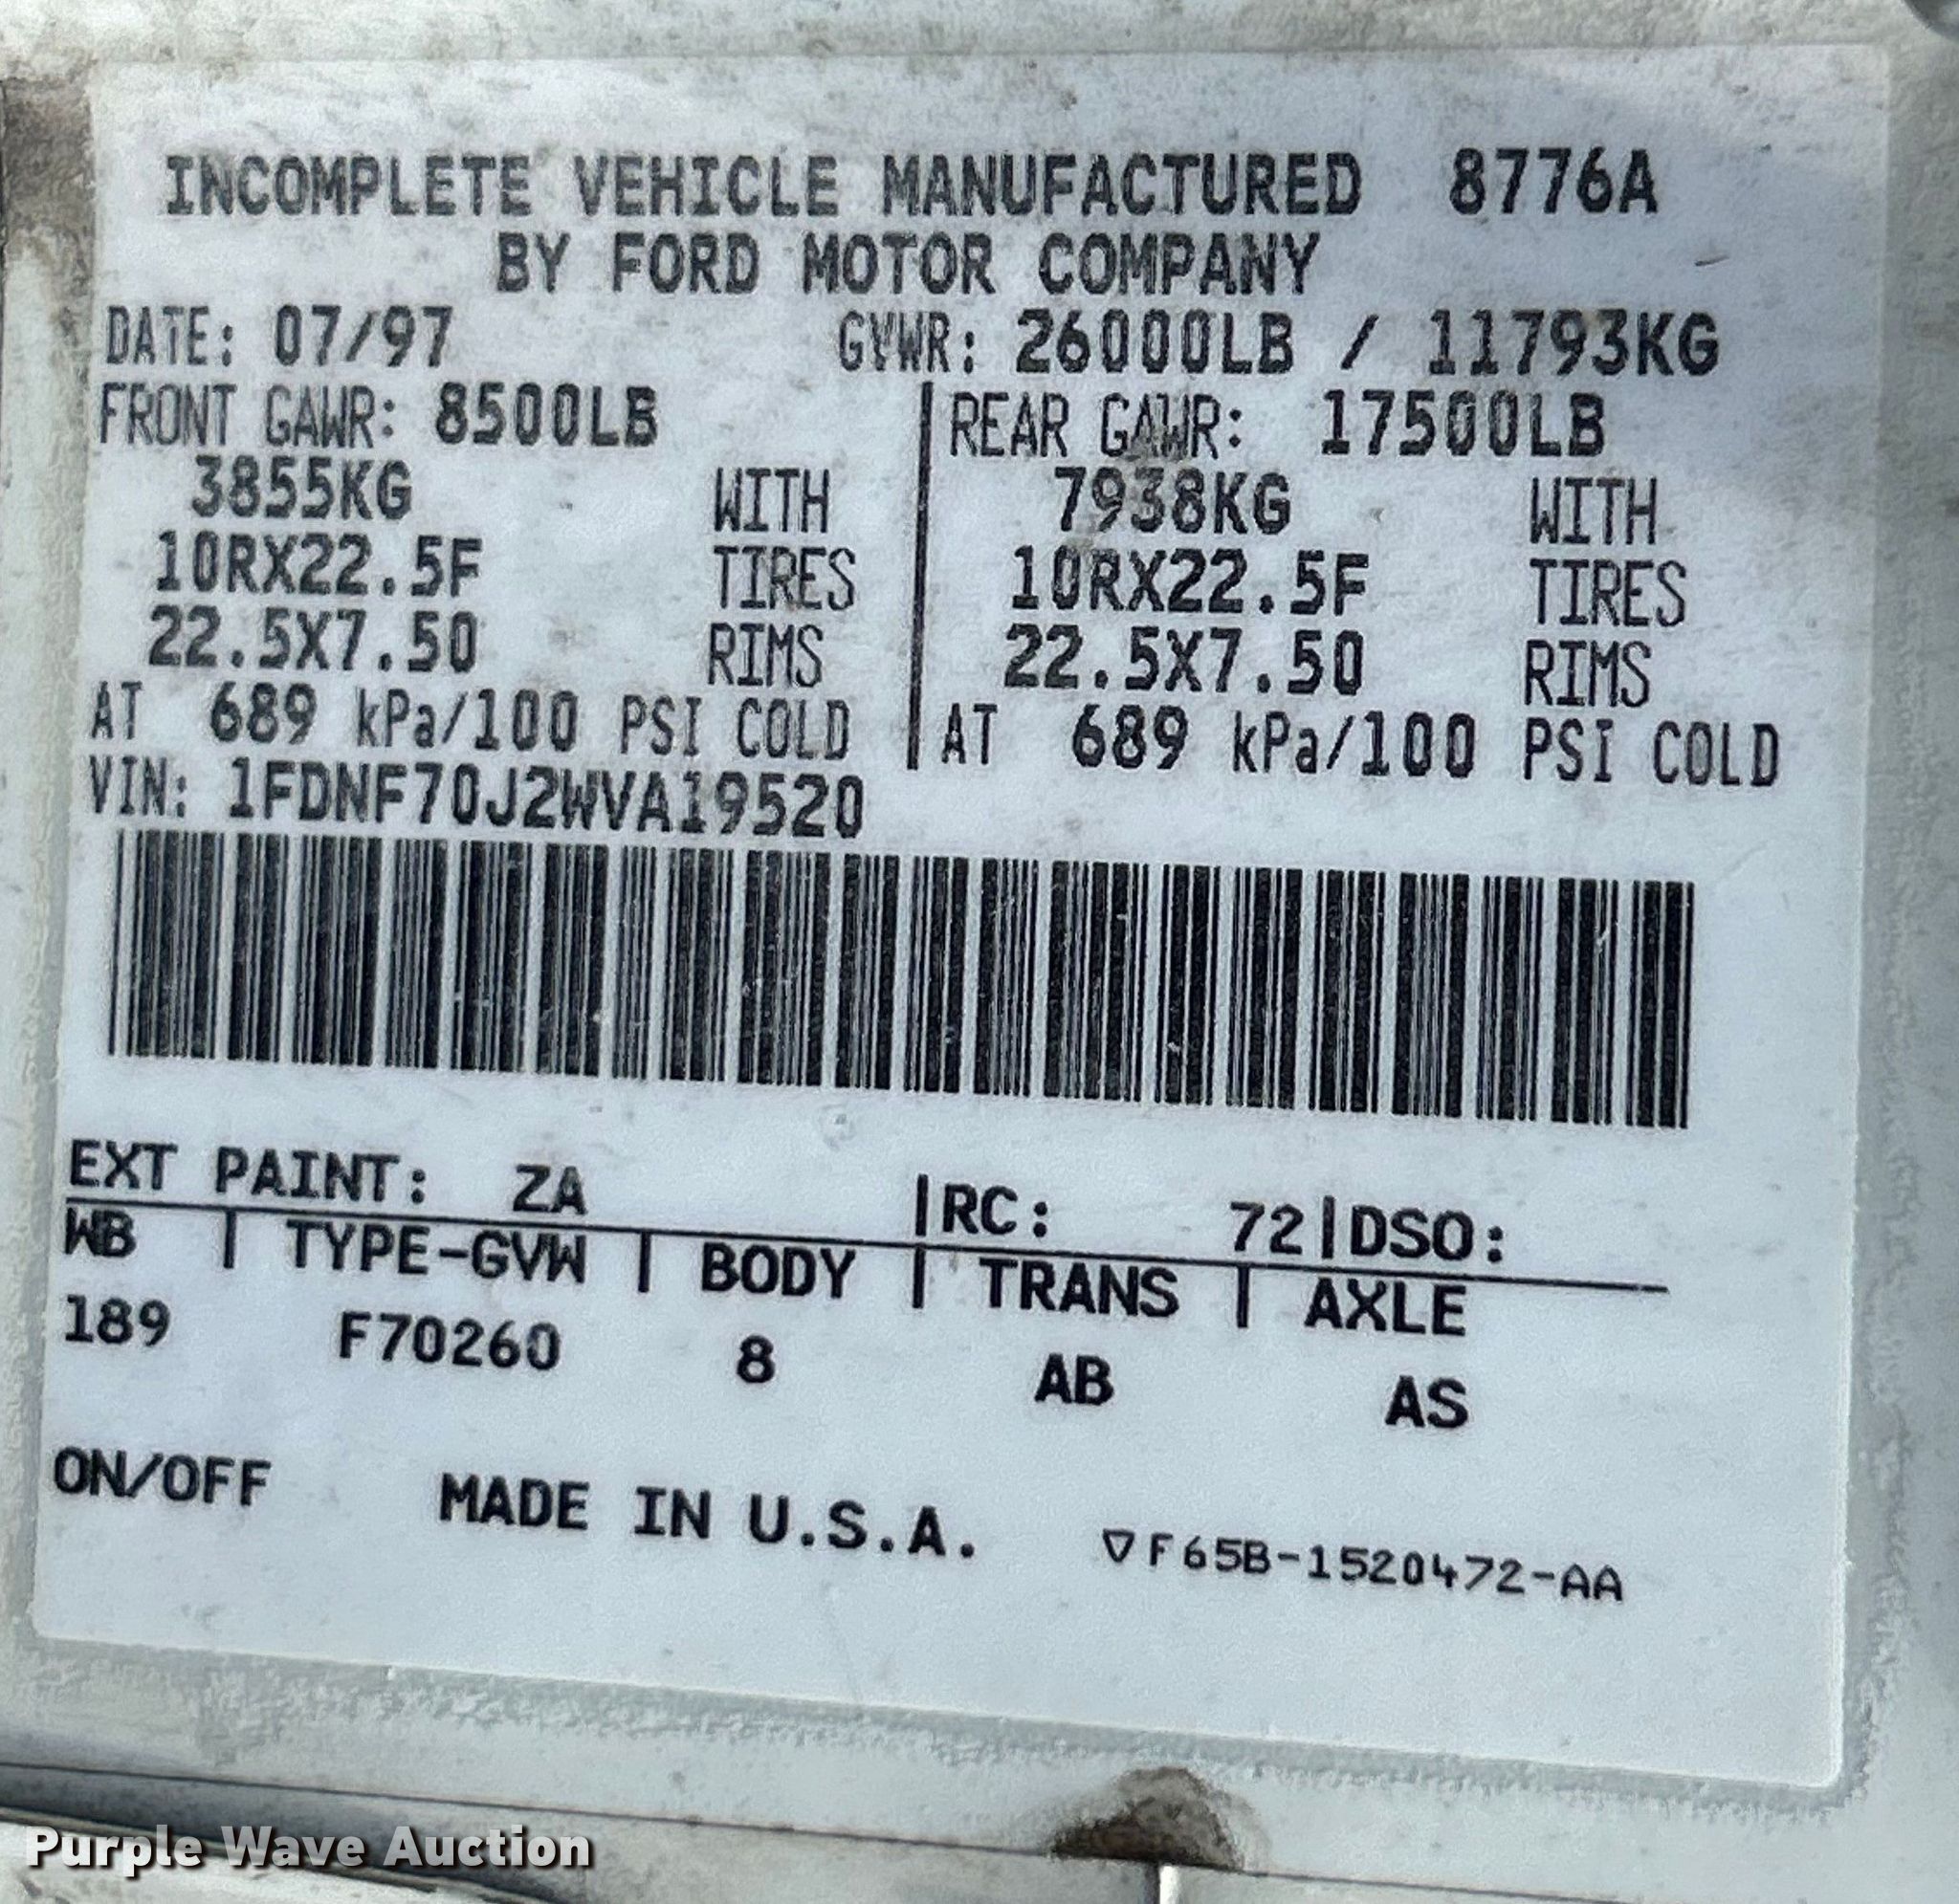 INCOMPLETE VEHICLE MANUFACTURED 8776A
BY FORD MOTOR COMPANY
DATE: 07/97 GVWR: 26000LB / 11793KG
FRONT GAWR: 8500LB | REAR GAWR: 17500LB
3855KG WITH 7938KG WITH
10RX22.5F TIRES 10RX22.5F TIRES
22.5X7.50 RIMS 22.5X7.50 RIMS
AT 689 kPa/100 PSI COLD | AT 689 kPa/100 PSI COLD
VIN: 1FDNF70J2WVA19520
EXT PAINT: ZA |RC: 72|DSO:
WB | TYPE-GVW | BODY | TRANS | AXLE
189 F70260 8 AB AS
ON/OFF MADE IN U.S.A. ▽F65B-1520472-AA
Purple Wave Auction